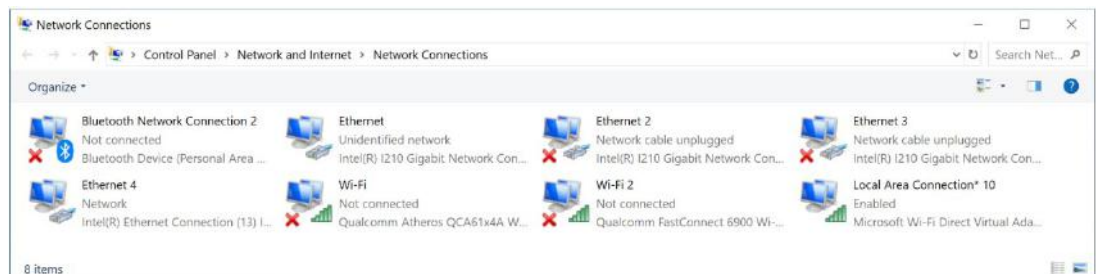 Network Connections
Control Panel > Network and Internet > Network Connections
Search Net...
Organize
Bluetooth Network Connection 2
Not connected
Bluetooth Device (Personal Area ...
Ethernet
Unidentified network
Intel(R) I210 Gigabit Network Con...
Ethernet 2
Network cable unplugged
Intel(R) I210 Gigabit Network Con...
Ethernet 3
Network cable unplugged
Intel(R) I210 Gigabit Network Con...
Ethernet 4
Network
Intel(R) Ethernet Connection (13) I...
Wi-Fi
Not connected
Qualcomm Atheros QCA61x4A W...
Wi-Fi 2
Not connected
Qualcomm FastConnect 6900 Wi-...
Local Area Connection* 10
Enabled
Microsoft Wi-Fi Direct Virtual Ada...
8 items